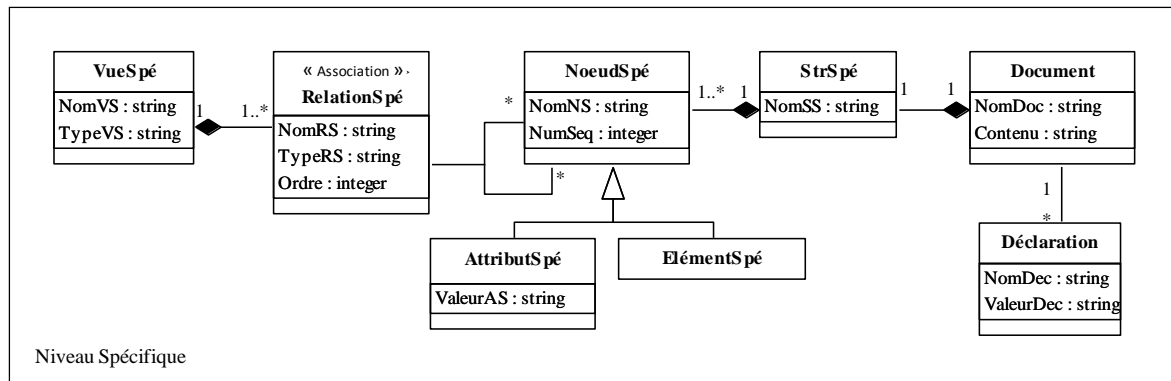 VueSpé
NomVS : string
TypeVS : string
1
1..*
« Association »
RelationSpé
NomRS : string
TypeRS : string
Ordre : integer
*
*
NoeudSpé
NomNS : string
NumSeq : integer
1..*
1
StrSpé
NomSS : string
1
1
Document
NomDoc : string
Contenu : string
1
*
Déclaration
NomDec : string
ValeurDec : string
AttributSpé
ValeurAS : string
ElémentSpé
Niveau Spécifique